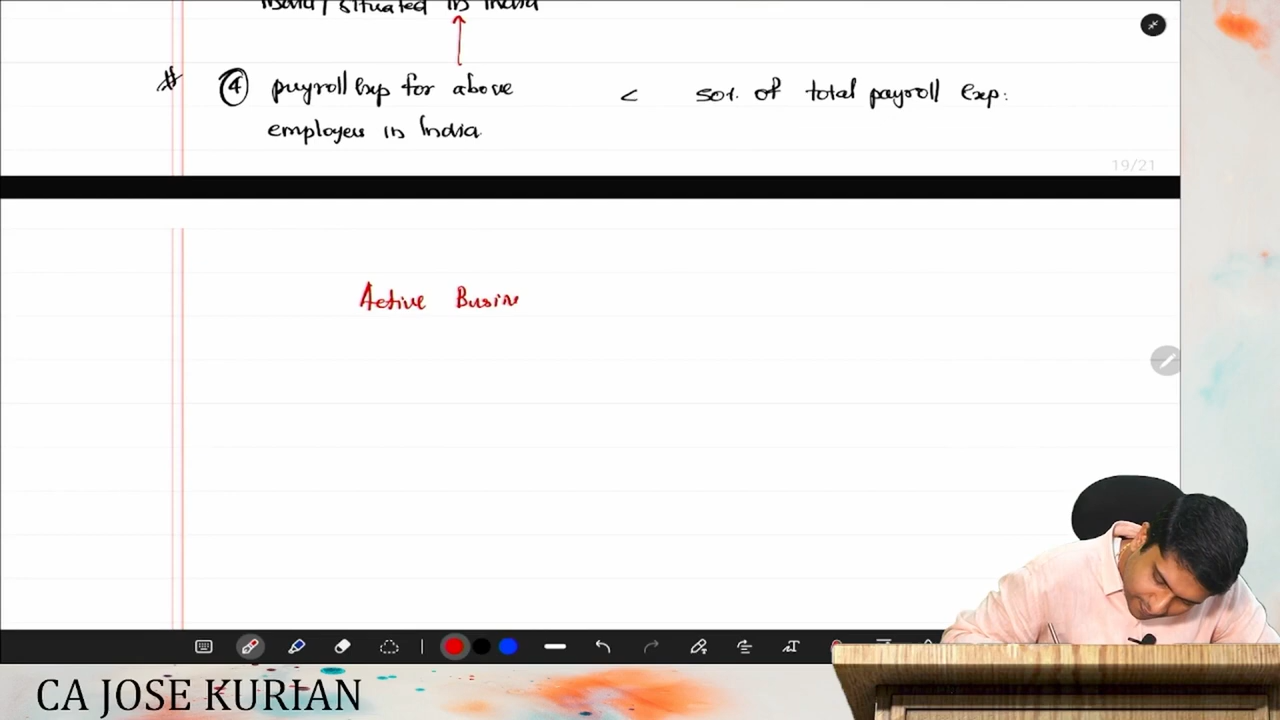 situated in India
# ④ payroll Exp for above < 50% of total payroll Exp:
employees in India
19/21
Active Busin
CA JOSE KURIAN